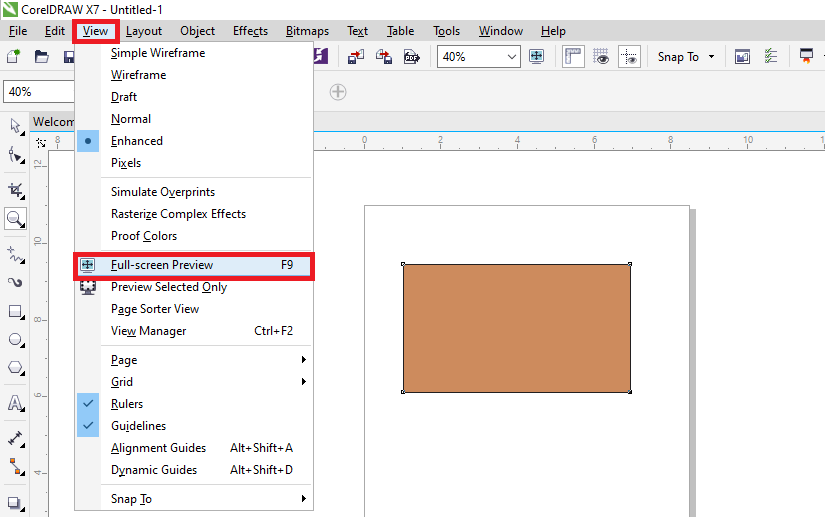 CorelDRAW X7 - Untitled-1
File Edit View Layout Object Effects Bitmaps Text Table Tools Window Help
40% Snap To
40%
Welcom
Simple Wireframe
Wireframe
Draft
Normal
Enhanced
Pixels
Simulate Overprints
Rasterize Complex Effects
Proof Colors
Full-screen Preview F9
Preview Selected Only
Page Sorter View
View Manager Ctrl+F2
Page
Grid
Rulers
Guidelines
Alignment Guides Alt+Shift+A
Dynamic Guides Alt+Shift+D
Snap To
8 0 2 4 6 8 10
12
10
8
6
4